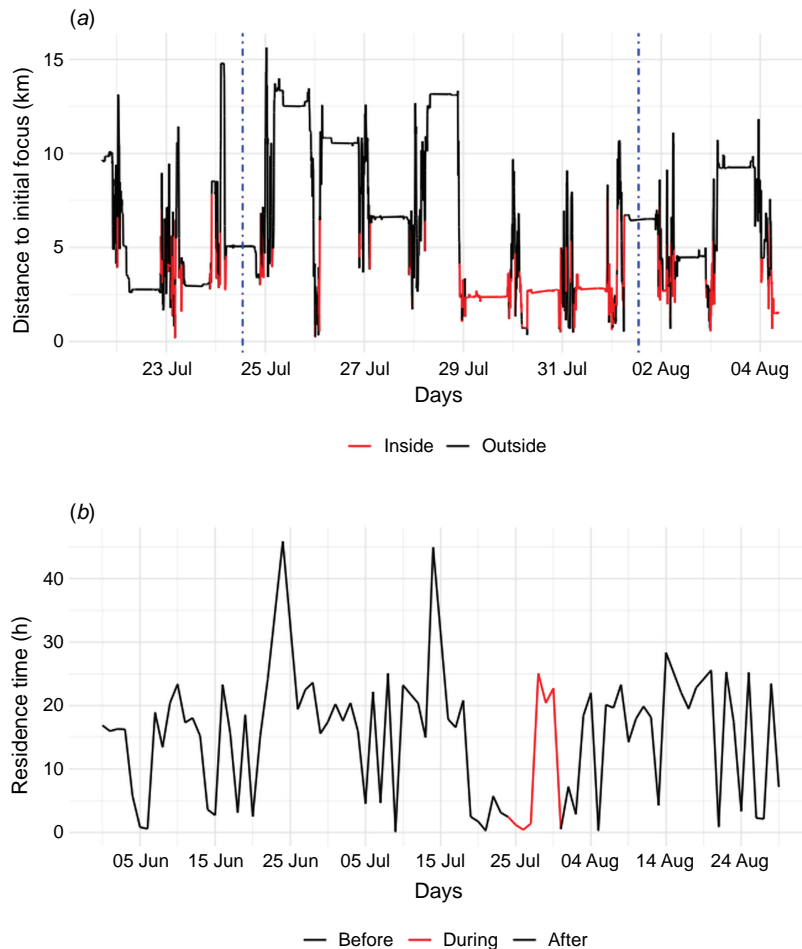 (a)
Distance to initial focus (km)
15
10
5
0
23 Jul 25 Jul 27 Jul 29 Jul 31 Jul 02 Aug 04 Aug
Days
Inside Outside
(b)
Residence time (h)
40
30
20
10
0
05 Jun 15 Jun 25 Jun 05 Jul 15 Jul 25 Jul 04 Aug 14 Aug 24 Aug
Days
Before During After